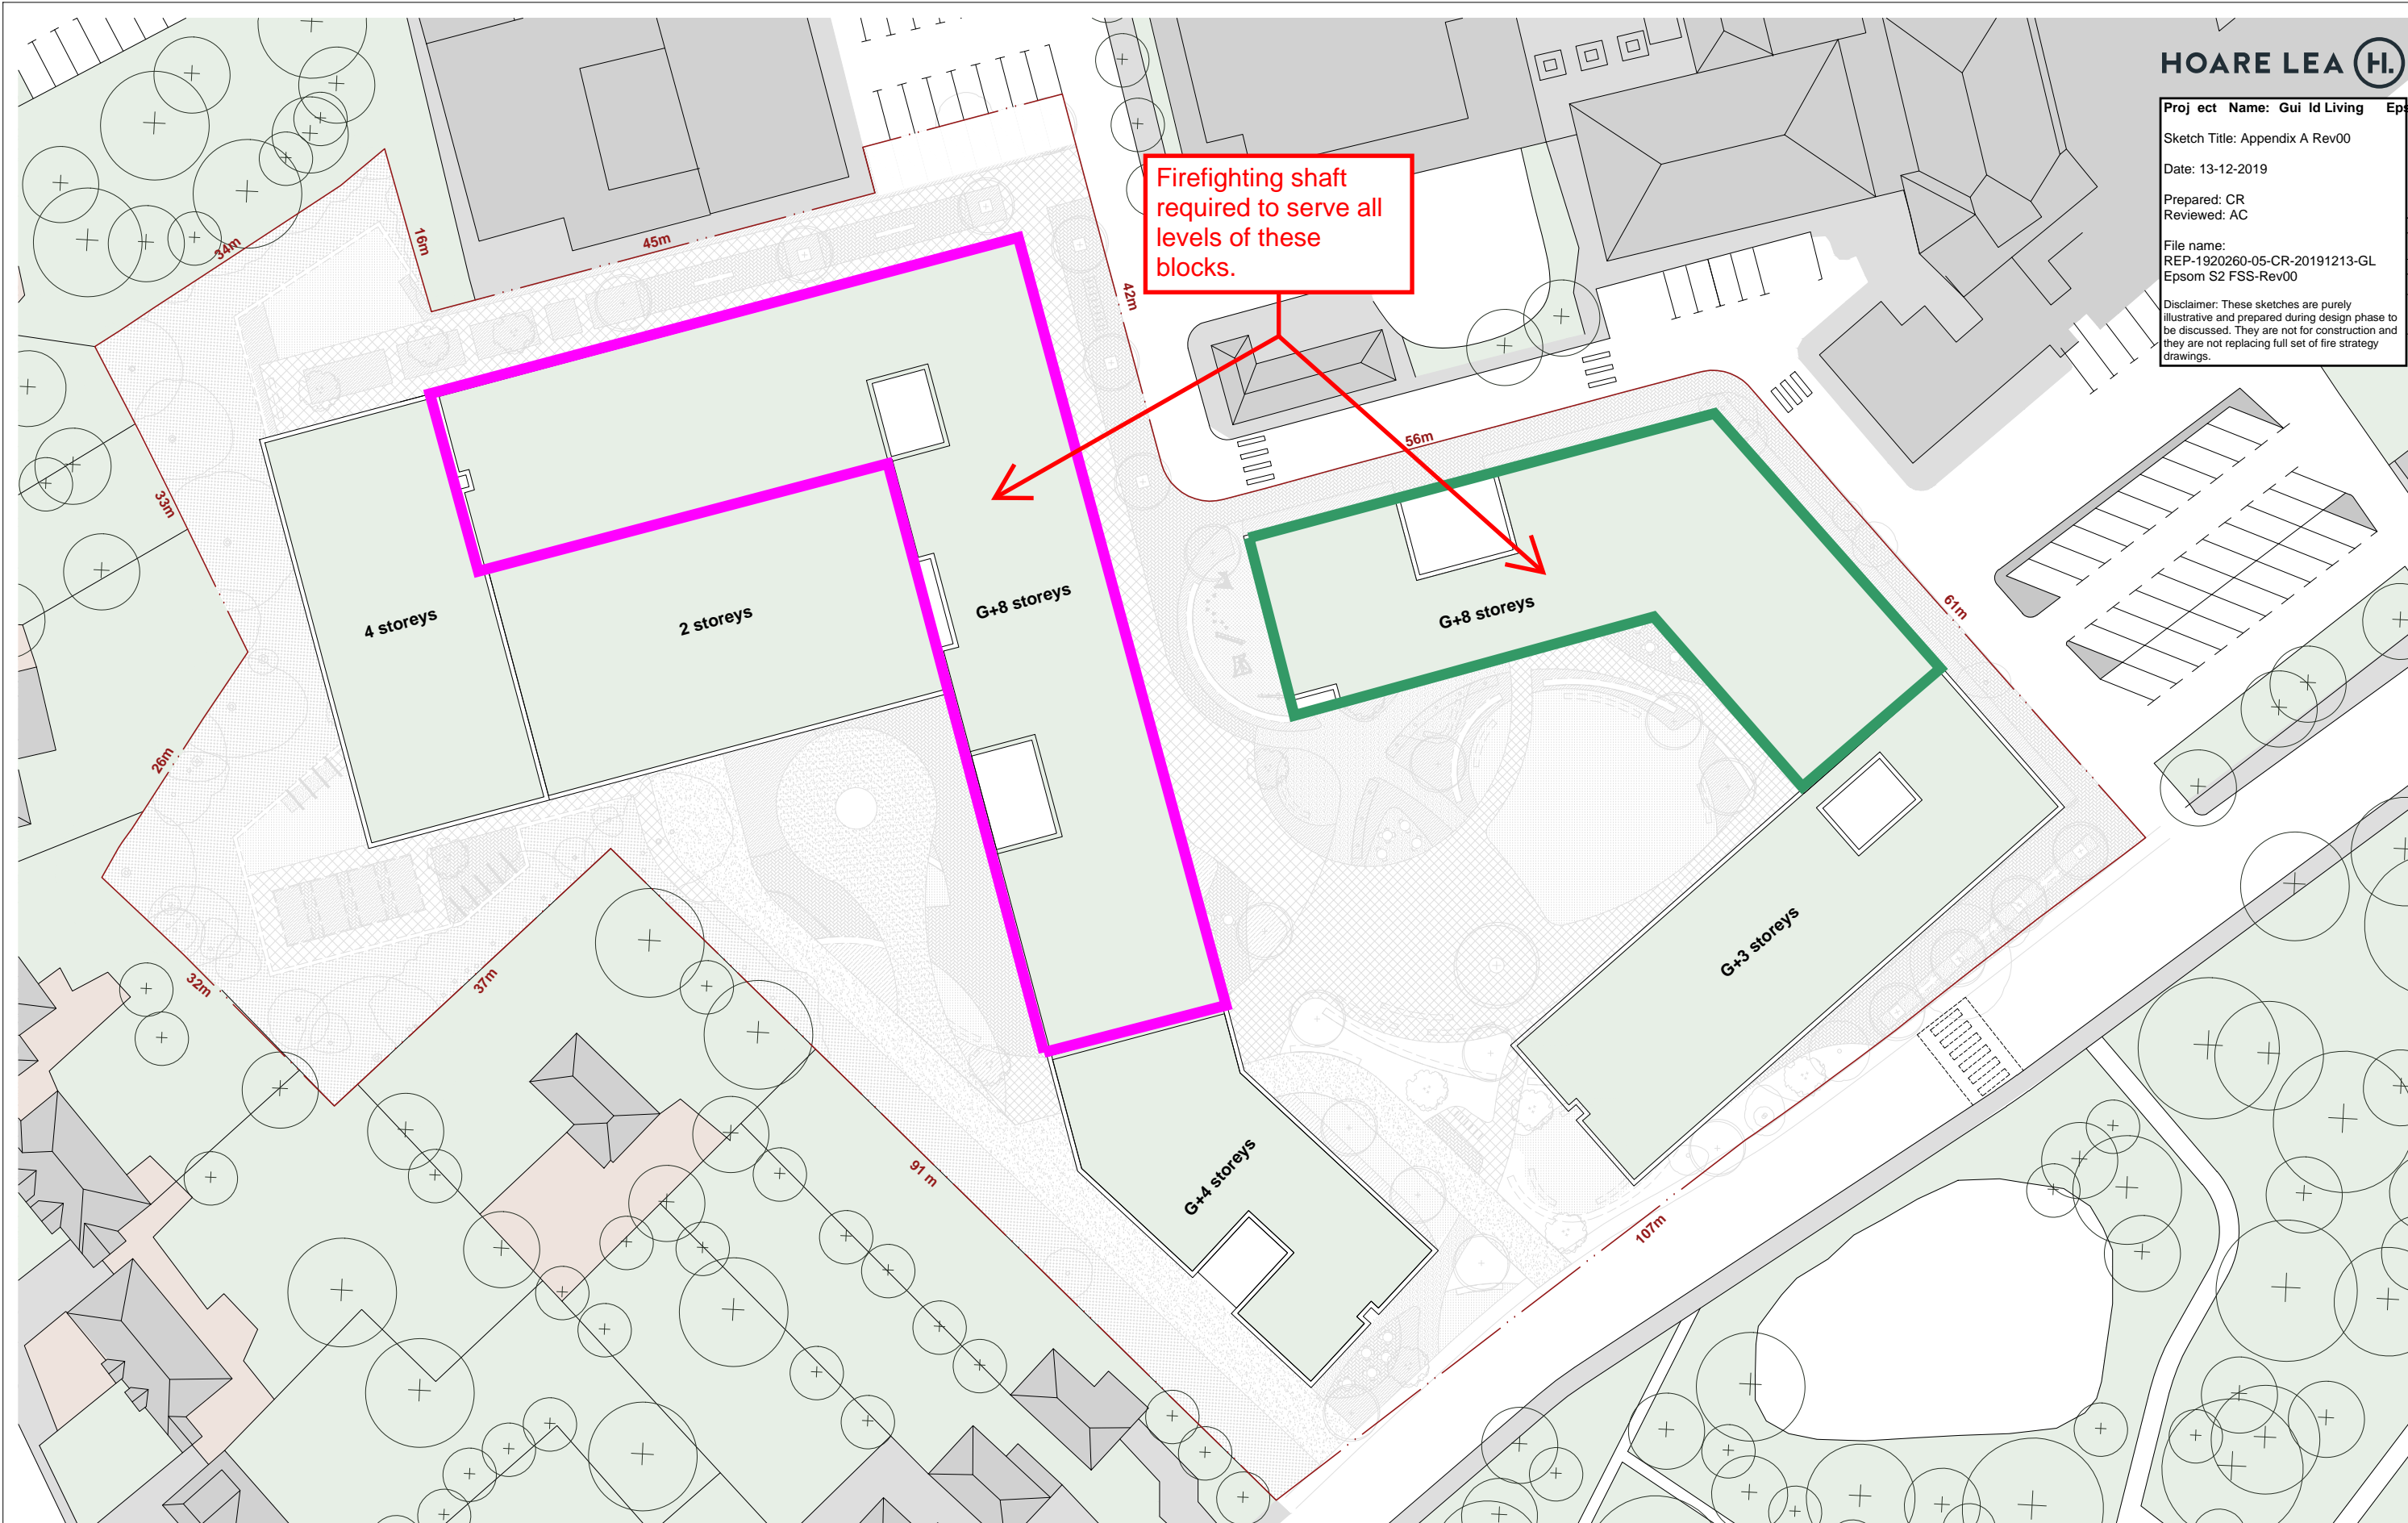 HOARE LEA H.
Proj ect Name: Gui ld Living Eps
Sketch Title: Appendix A Rev00
Date: 13-12-2019
Prepared: CR
Reviewed: AC
File name:
REP-1920260-05-CR-20191213-GL
Epsom S2 FSS-Rev00
Disclaimer: These sketches are purely
illustrative and prepared during design phase to
be discussed. They are not for construction and
they are not replacing full set of fire strategy
drawings.
Firefighting shaft
required to serve all
levels of these
blocks.
34m
16m
45m
42m
56m
33m
61m
4 storeys
2 storeys
G+8 storeys
G+8 storeys
26m
32m
37m
G+3 storeys
91 m
G+4 storeys
107m